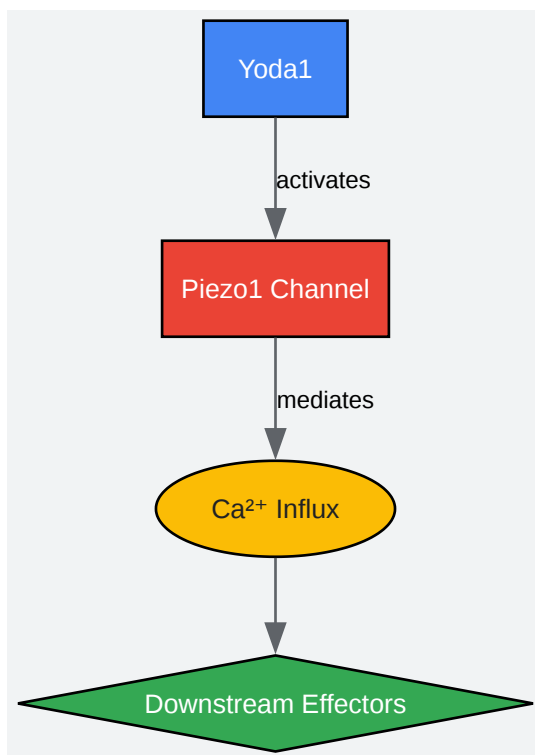 Yoda1
activates
Piezo1 Channel
mediates
Ca²⁺ Influx
Downstream Effectors